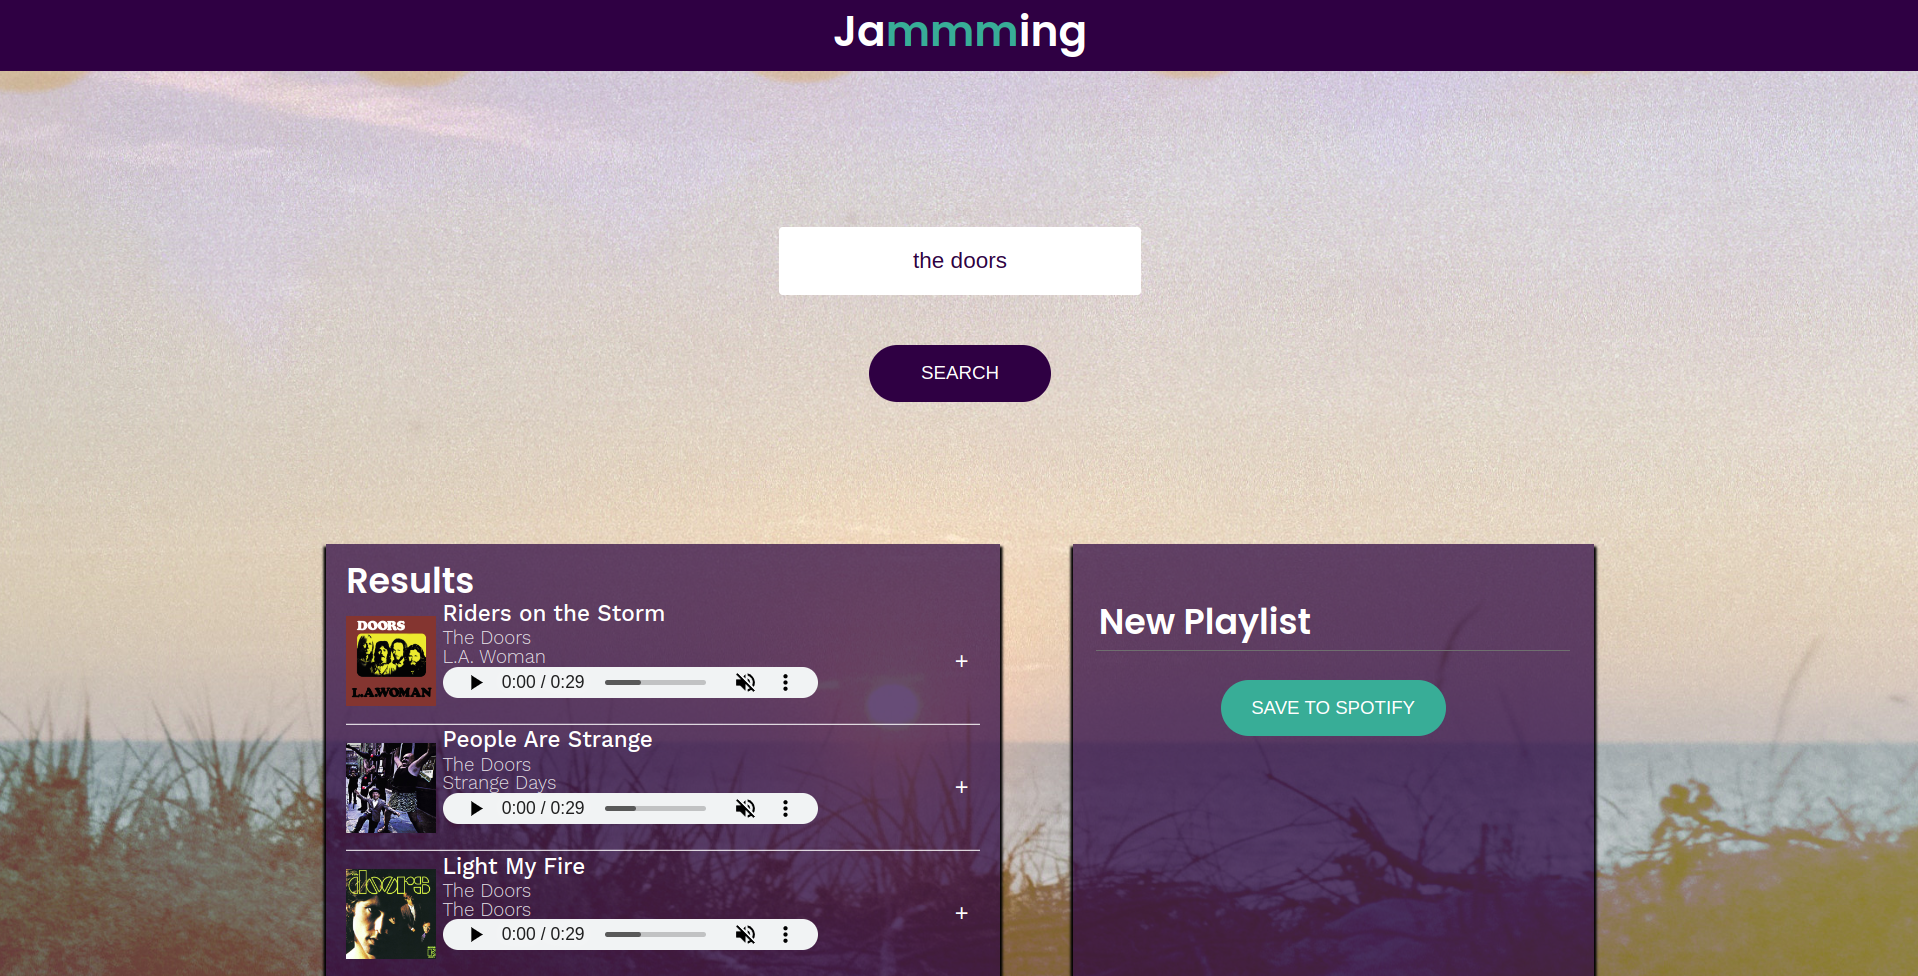 Jammming
the doors
SEARCH
Results
Riders on the Storm
The Doors
L.A. Woman
0:00 / 0:29
+
DOORS
L.A.WOMAN
People Are Strange
The Doors
Strange Days
0:00 / 0:29
+
Light My Fire
The Doors
The Doors
0:00 / 0:29
+
doors
New Playlist
SAVE TO SPOTIFY